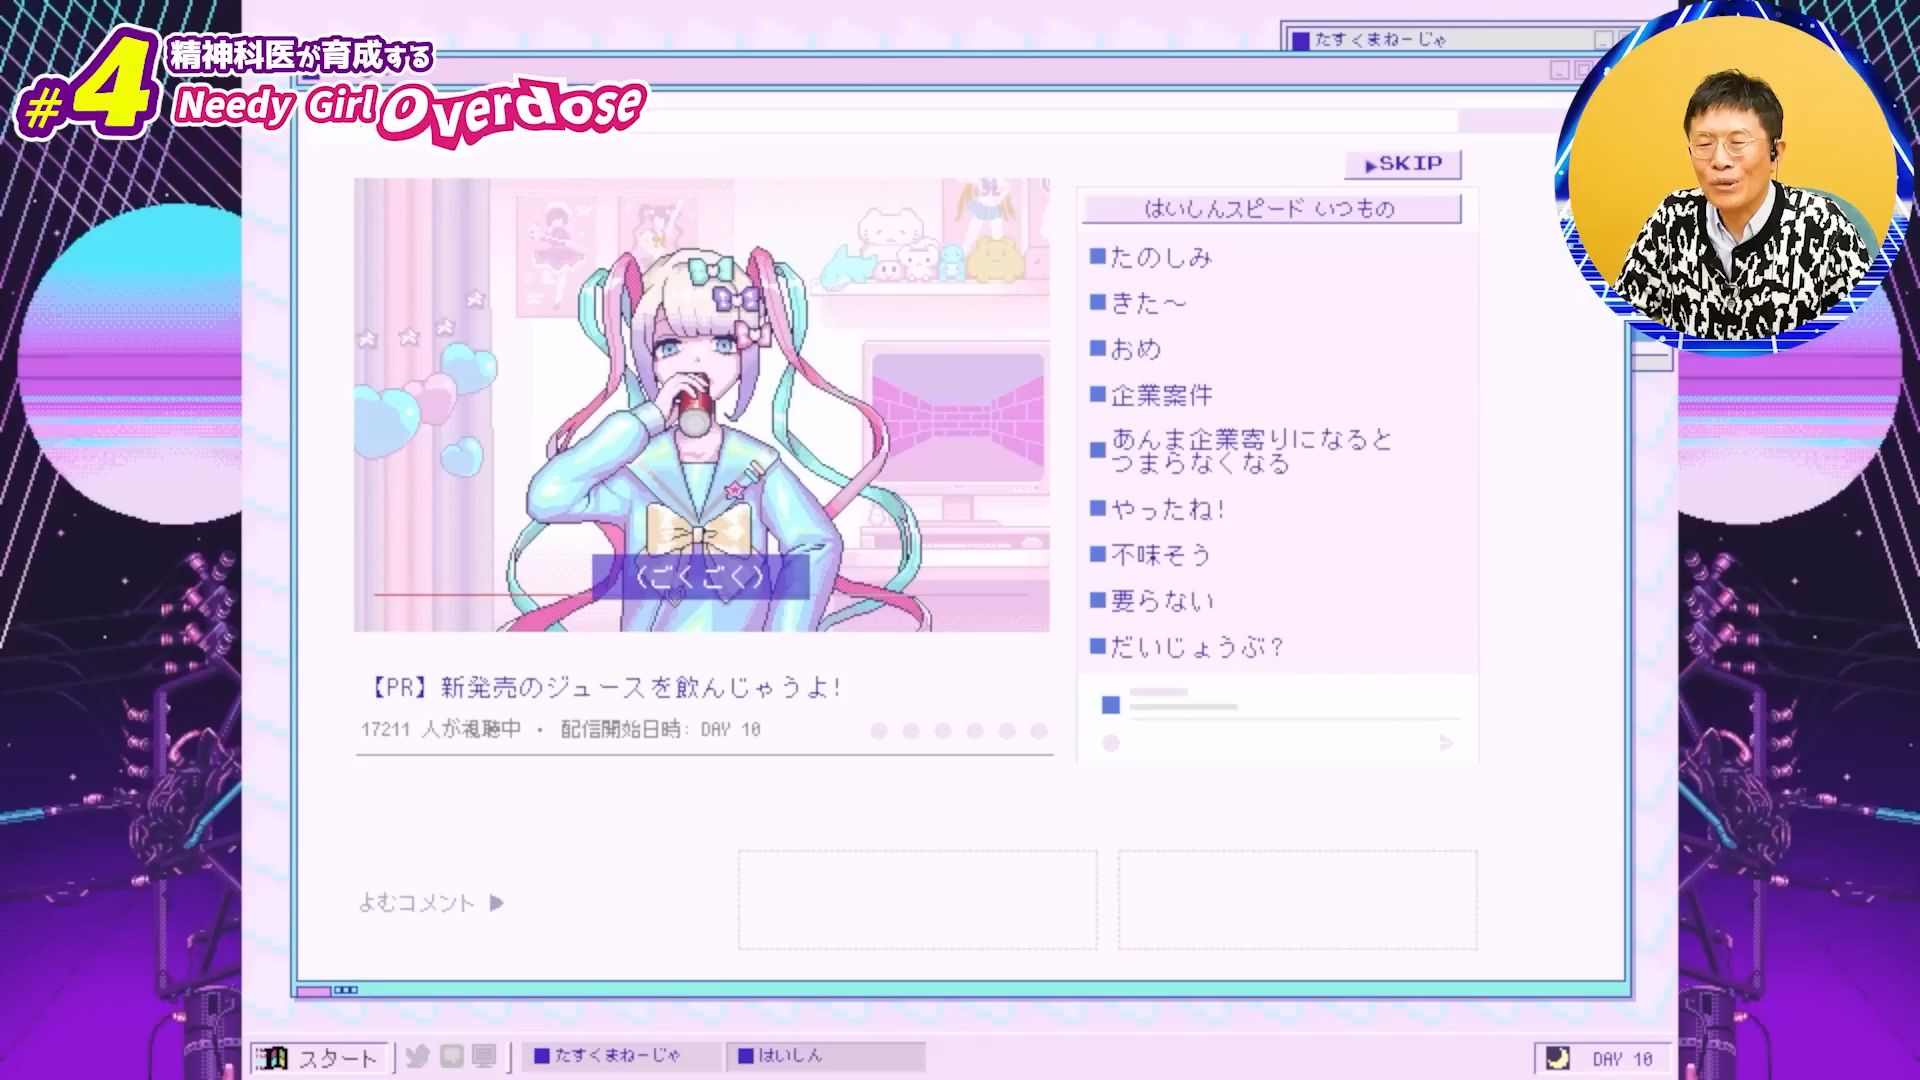 #4
精神科医が育成する
Needy Girl Overdose
たすくまねーじゃ
▶SKIP
はいしんスピード いつもの
たのしみ
きた～
おめ
企業案件
あんま企業寄りになると
つまらなくなる
やったね!
不味そう
要らない
だいじょうぶ?
(ごくごく)
【PR】新発売のジュースを飲んじゃうよ!
17211 人が視聴中 ・ 配信開始日時: DAY 10
よむコメント ▶
スタート
たすくまねーじゃ
はいしん
DAY 10